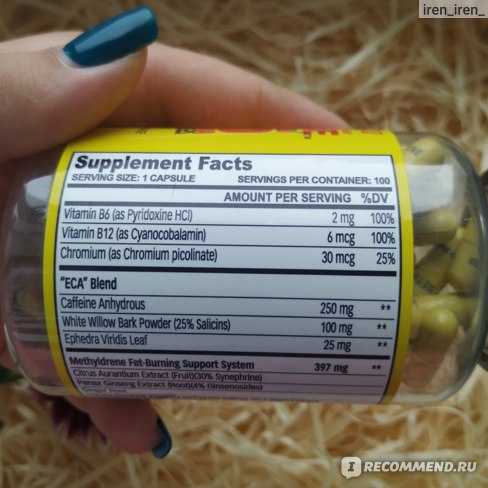 iren_iren_
Supplement Facts
SERVING SIZE: 1 CAPSULE SERVINGS PER CONTAINER: 100
AMOUNT PER SERVING %DV
Vitamin B6 (as Pyridoxine HCl) 2 mg 100%
Vitamin B12 (as Cyanocobalamin) 6 mcg 100%
Chromium (as Chromium picolinate) 30 mcg 25%
"ECA" Blend
Caffeine Anhydrous 250 mg **
White Willow Bark Powder (25% Salicins) 100 mg **
Ephedra Viridis Leaf 25 mg **
Methyldrene Fat-Burning Support System 397 mg **
Citrus Aurantium Extract (Fruit)(30% Synephrine)
Panax Ginseng Extract (Root)(4% Ginsenosides)
I RECOMMEND.RU